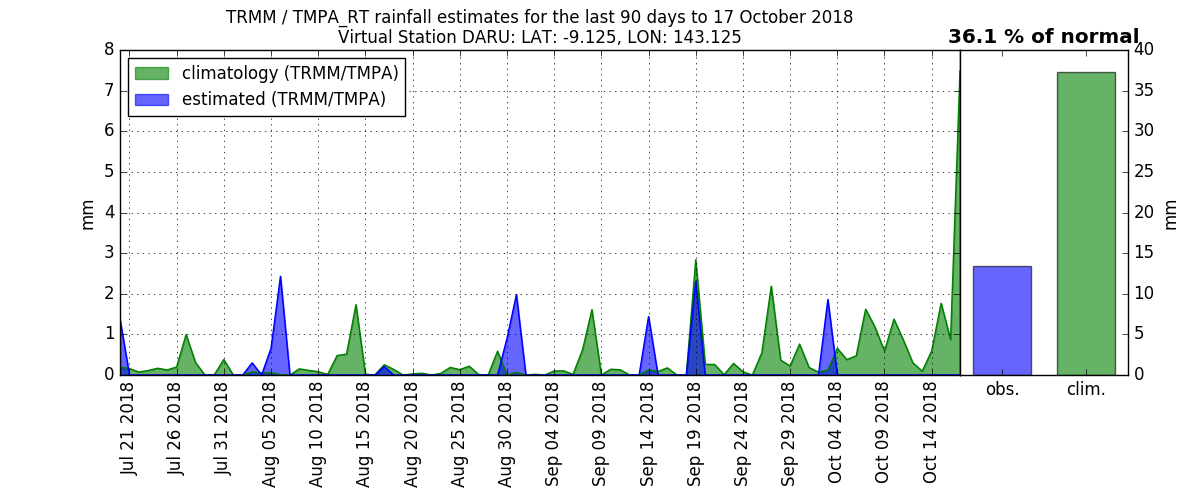 TRMM / TMPA_RT rainfall estimates for the last 90 days to 17 October 2018
Virtual Station DARU: LAT: -9.125, LON: 143.125
36.1 % of normal
climatology (TRMM/TMPA)
estimated (TRMM/TMPA)
8
7
6
5
4
3
2
1
0
mm
40
35
30
25
20
15
10
5
0
mm
Jul 21 2018
Jul 26 2018
Jul 31 2018
Aug 05 2018
Aug 10 2018
Aug 15 2018
Aug 20 2018
Aug 25 2018
Aug 30 2018
Sep 04 2018
Sep 09 2018
Sep 14 2018
Sep 19 2018
Sep 24 2018
Sep 29 2018
Oct 04 2018
Oct 09 2018
Oct 14 2018
obs.
clim.